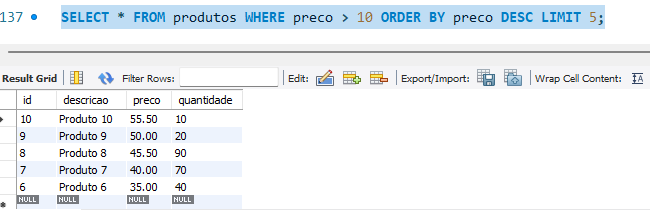 137 SELECT * FROM produtos WHERE preco > 10 ORDER BY preco DESC LIMIT 5;
Result Grid Filter Rows: Edit: Export/Import: Wrap Cell Content:
id descricao preco quantidade
10 Produto 10 55.50 10
9 Produto 9 50.00 20
8 Produto 8 45.50 90
7 Produto 7 40.00 70
6 Produto 6 35.00 40
NULL NULL NULL NULL